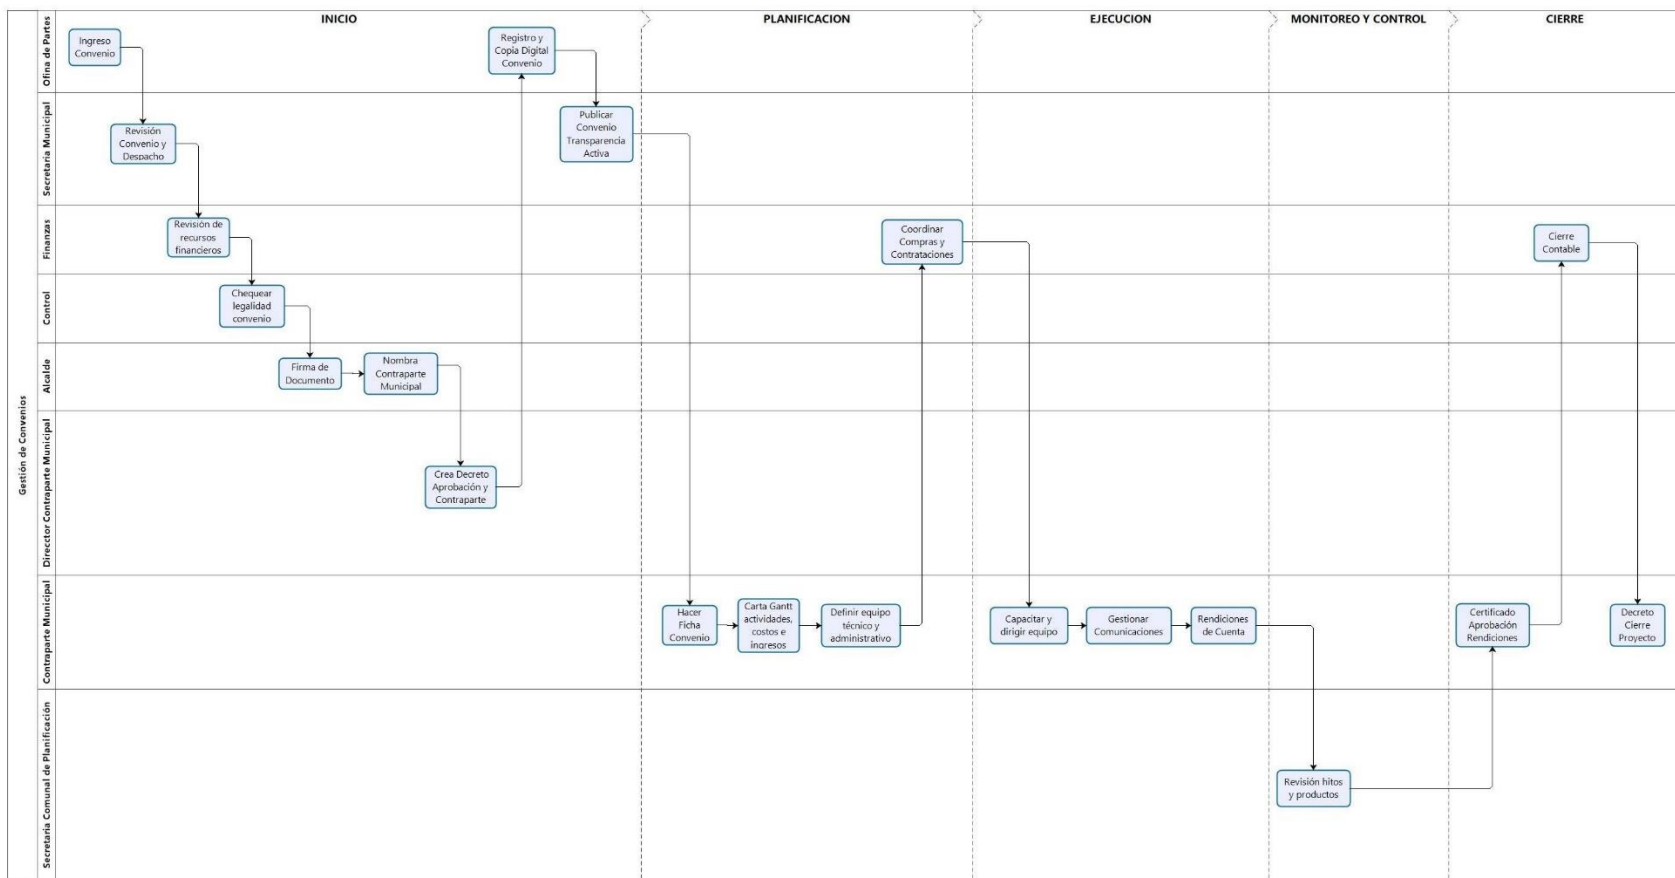 INICIO
PLANIFICACION
EJECUCION
MONITOREO Y CONTROL
CIERRE
Gestión de Convenios
Ofina de Partes
Ingreso
Convenio
Registro y
Copia Digital
Convenio
Secretaria Municipal
Revisión
Convenio y
Despacho
Publicar
Convenio
Transparencia
Activa
Finanzas
Revisión de
recursos
financieros
Coordinar
Compras y
Contrataciones
Cierre
Contable
Control
Chequear
legalidad
convenio
Alcalde
Firma de
Documento
Nombra
Contraparte
Municipal
Direcctor Contraparte Municipal
Crea Decreto
Aprobación y
Contraparte
Contraparte Municipal
Hacer
Ficha
Convenio
Carta Gantt
actividades,
costos e
ingresos
Definir equipo
técnico y
administrativo
Capacitar y
dirigir equipo
Gestionar
Comunicaciones
Rendiciones
de Cuenta
Certificado
Aprobación
Rendiciones
Decreto
Cierre
Proyecto
Secretaria Comunal de Planificación
Revisión hitos
y productos